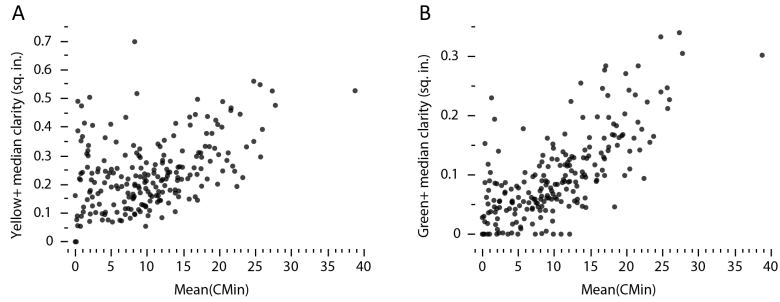 A
Yellow+ median clarity (sq. in.)
0.7
0.6
0.5
0.4
0.3
0.2
0.1
0
0 5 10 15 20 25 30 35 40
Mean(CMin)
B
Green+ median clarity (sq. in.)
0.3
0.2
0.1
0
0 5 10 15 20 25 30 35 40
Mean(CMin)